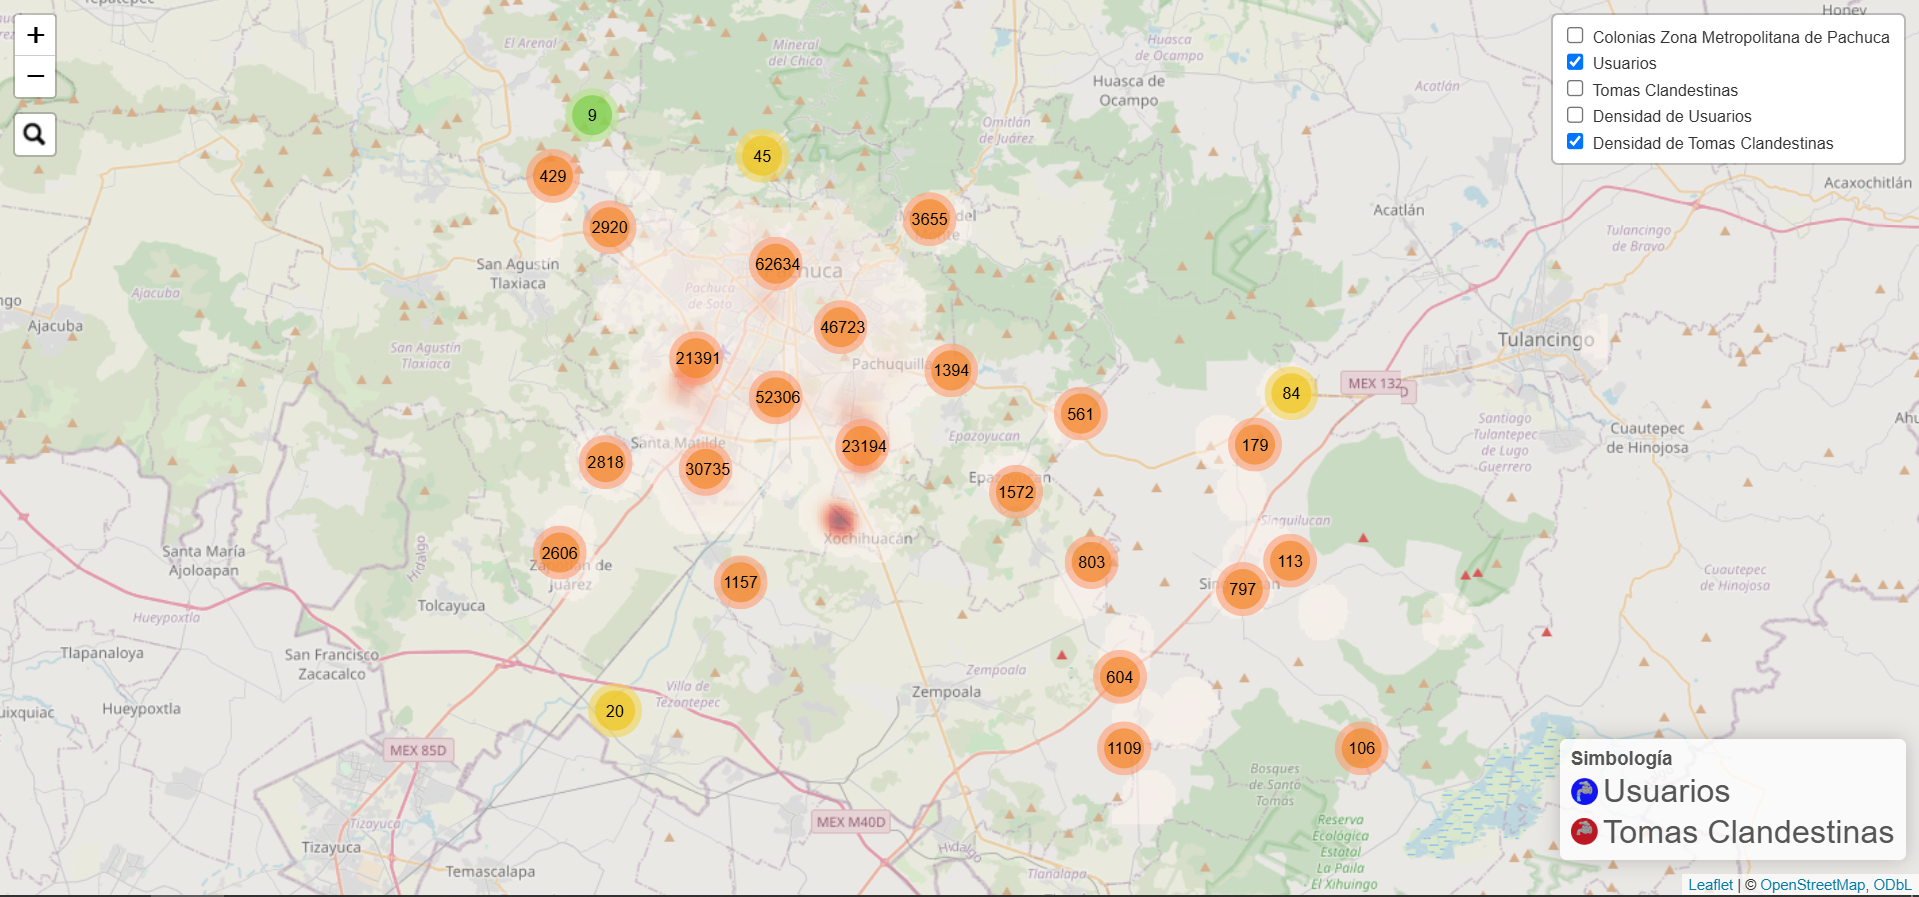 +
−
Colonias Zona Metropolitana de Pachuca
Usuarios
Tomas Clandestinas
Densidad de Usuarios
Densidad de Tomas Clandestinas
Honey
El Arenal
Mineral
del Chico
Huasca
de Ocampo
Huasca de
Ocampo
Acatlán
9
Omitlán
de Juárez
45
429
Acaxochitlán
Acatlán
3655
2920
Tulancingo
de Bravo
San Agustín
Tlaxiaca
62634
Pachuca
de Soto
Ajacuba
Ajacuba
46723
Tulancingo
San Agustín
Tlaxiaca
21391
Pachuquilla
1394
MEX 132D
84
52306
561
Santiago
Tulantepec
de Lugo
Guerrero
Cuautepec
de Hinojosa
Santa Matilde
23194
Epazoyucan
179
2818
30735
1572
Singuilucan
Xochihuacán
Santa María
Ajoloapan
Hidalgo
2606
Juárez
1157
803
113
797
Cuautepec
de Hinojosa
Tolcayuca
Hueypoxtla
Tlapanaloya
San Francisco
Zacacalco
Zempoala
604
Villa de
Tezontepec
Zempoala
Hueypoxtla
20
MEX 85D
1109
106
Bosques
de Santo
Tomás
Simbología
Usuarios
Tomas Clandestinas
MEX M40D
Tizayuca
Tizayuca
Hidalgo
Reserva
Ecológica
Estatal
La Paila
El Xihuingo
Temascalapa
Tlanalapa
Leaflet | © OpenStreetMap, ODbL